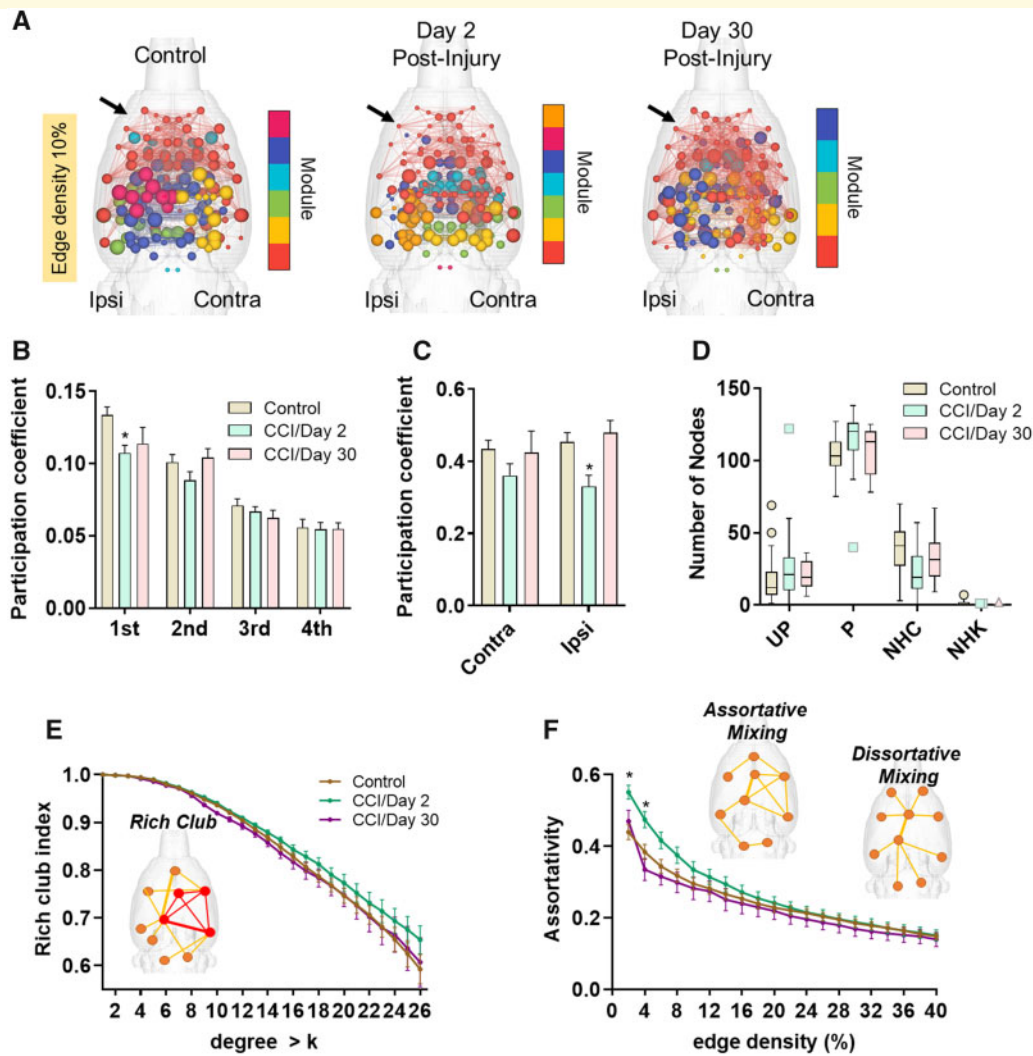 A
Control
Day 2
Post-Injury
Day 30
Post-Injury
Edge density 10%
Module
Module
Module
Ipsi
Contra
Ipsi
Contra
Ipsi
Contra
B
Participation coefficient
0.15
0.10
0.05
0.00
*
Control
CCI/Day 2
CCI/Day 30
1st
2nd
3rd
4th
C
Participation coefficient
0.6
0.4
0.2
0.0
*
Contra
Ipsi
D
Number of Nodes
150
100
50
0
Control
CCI/Day 2
CCI/Day 30
UP
P
NHC
NHK
E
Rich club index
1.0
0.9
0.8
0.7
0.6
Control
CCI/Day 2
CCI/Day 30
Rich Club
2 4 6 8 10 12 14 16 18 20 22 24 26
degree > k
F
Assortativity
0.6
0.4
0.2
0.0
*
*
Assortative
Mixing
Dissortative
Mixing
0 4 8 12 16 20 24 28 32 36 40
edge density (%)